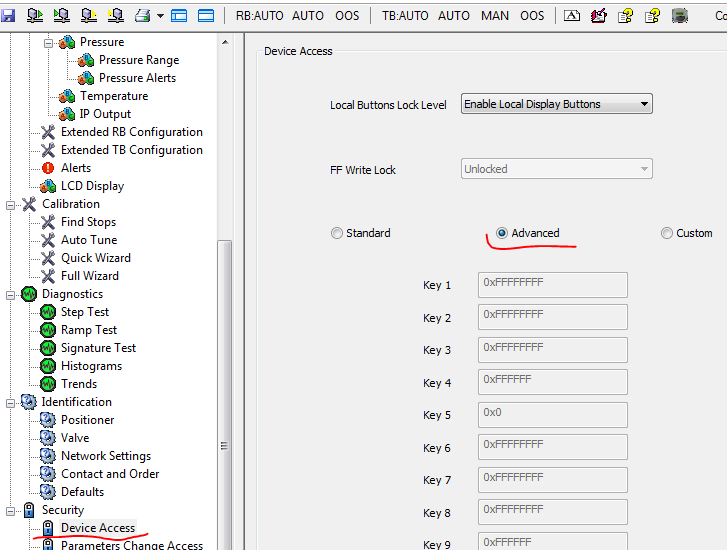 RB:AUTO AUTO OOS TB:AUTO AUTO MAN OOS Co
Pressure
Pressure Range
Pressure Alerts
Temperature
IP Output
Extended RB Configuration
Extended TB Configuration
Alerts
LCD Display
Calibration
Find Stops
Auto Tune
Quick Wizard
Full Wizard
Diagnostics
Step Test
Ramp Test
Signature Test
Histograms
Trends
Identification
Positioner
Valve
Network Settings
Contact and Order
Defaults
Security
Device Access
Parameters Change Access
Device Access
Local Buttons Lock Level Enable Local Display Buttons
FF Write Lock Unlocked
Standard Advanced Custom
Key 1 0xFFFFFFFF
Key 2 0xFFFFFFFF
Key 3 0xFFFFFFFF
Key 4 0xFFFFFF
Key 5 0x0
Key 6 0xFFFFFFFF
Key 7 0xFFFFFFFF
Key 8 0xFFFFFFFF
Key 9 0xFFFFFF